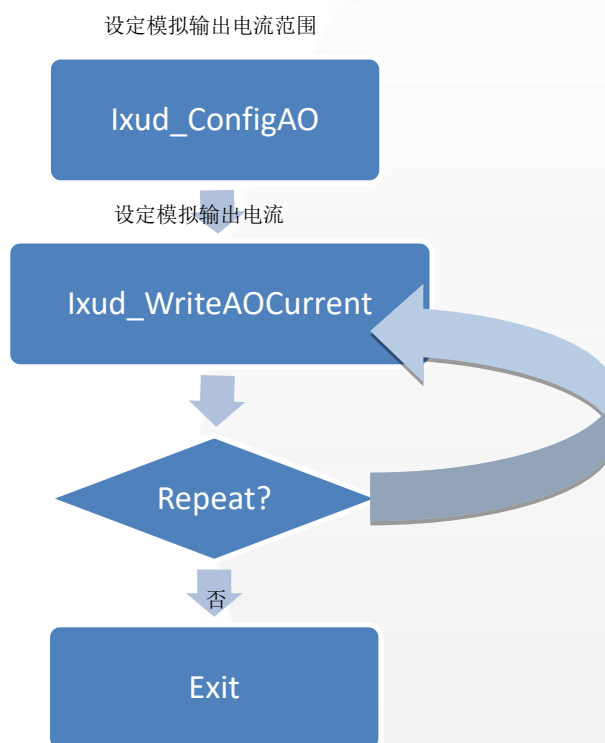 设定模拟输出电流范围
Ixud_ConfigAO
设定模拟输出电流
Ixud_WriteAOCurrent
Repeat?
否
Exit